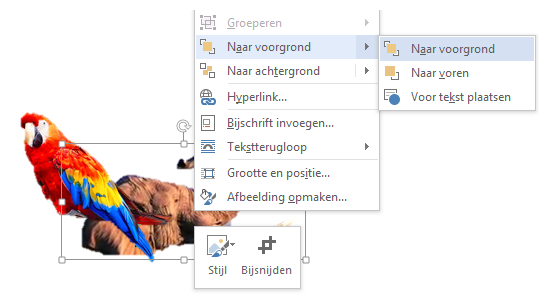 Groeperen
Naar voorgrond
Naar achtergrond
Hyperlink...
Bijschrift invoegen...
Tekstterugloop
Grootte en positie...
Afbeelding opmaken...
Naar voorgrond
Naar voren
Voor tekst plaatsen
Stijl
Bijsnijden